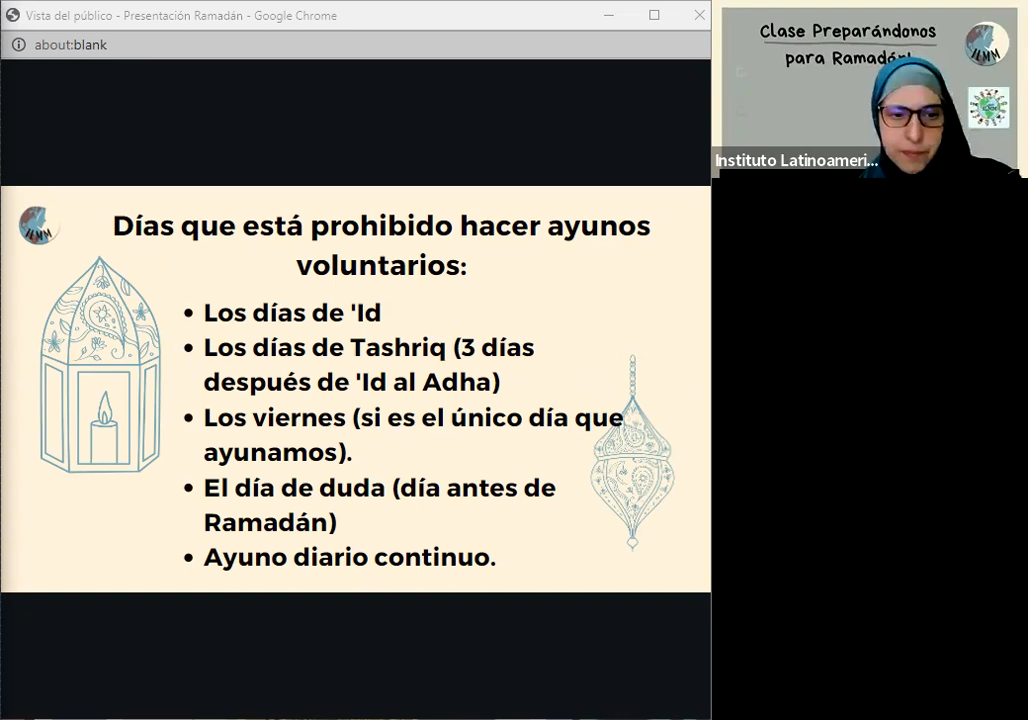 Vista del público - Presentación Ramadán - Google Chrome
about:blank
Clase Preparándonos
para Ramadán!
ILMM
Instituto Latinoameri...
ILMM
Días que está prohibido hacer ayunos
voluntarios:
• Los días de 'Id
• Los días de Tashriq (3 días
después de 'Id al Adha)
• Los viernes (si es el único día que
ayunamos).
• El día de duda (día antes de
Ramadán)
• Ayuno diario continuo.